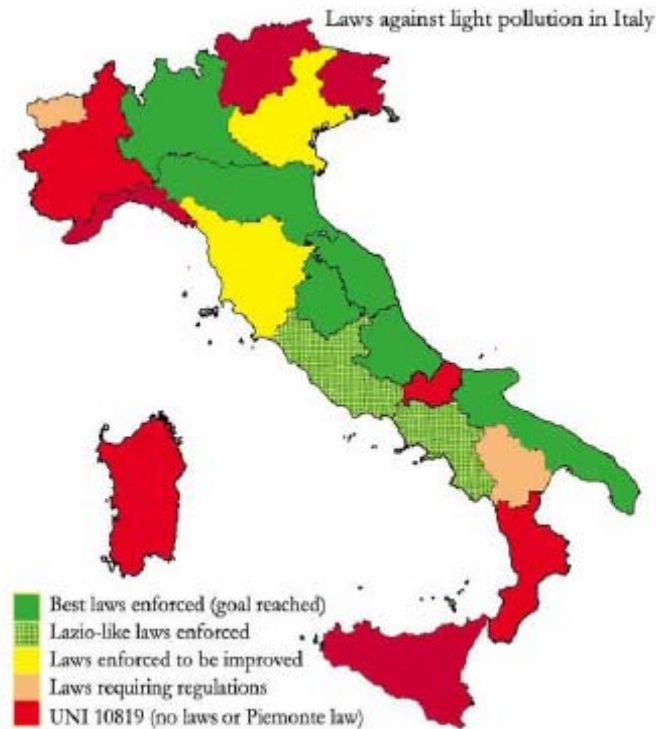 Laws against light pollution in Italy
Best laws enforced (goal reached)
Lazio-like laws enforced
Laws enforced to be improved
Laws requiring regulations
UNI 10819 (no laws or Piemonte law)